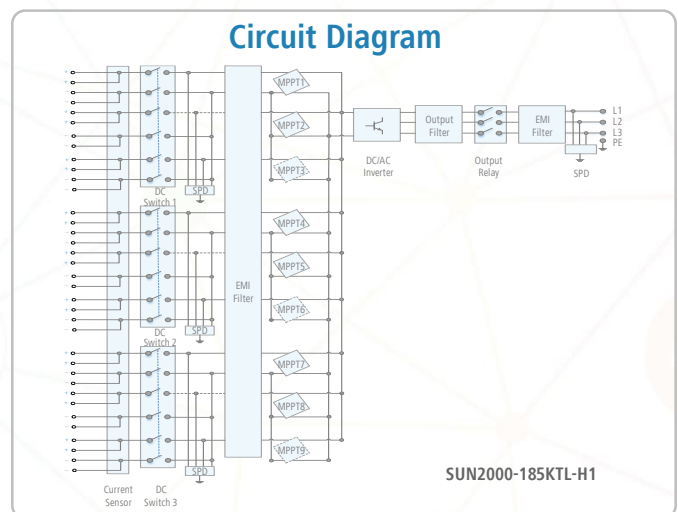 Circuit Diagram
MPPT1
MPPT2
MPPT3
DC
Switch 1
SPD
MPPT4
MPPT5
EMI
Filter
MPPT6
DC
Switch 2
SPD
MPPT7
MPPT8
MPPT9
SPD
Current
Sensor
DC
Switch 3
DC/AC
Inverter
Output
Filter
Output
Relay
EMI
Filter
L1
L2
L3
PE
SPD
SUN2000-185KTL-H1